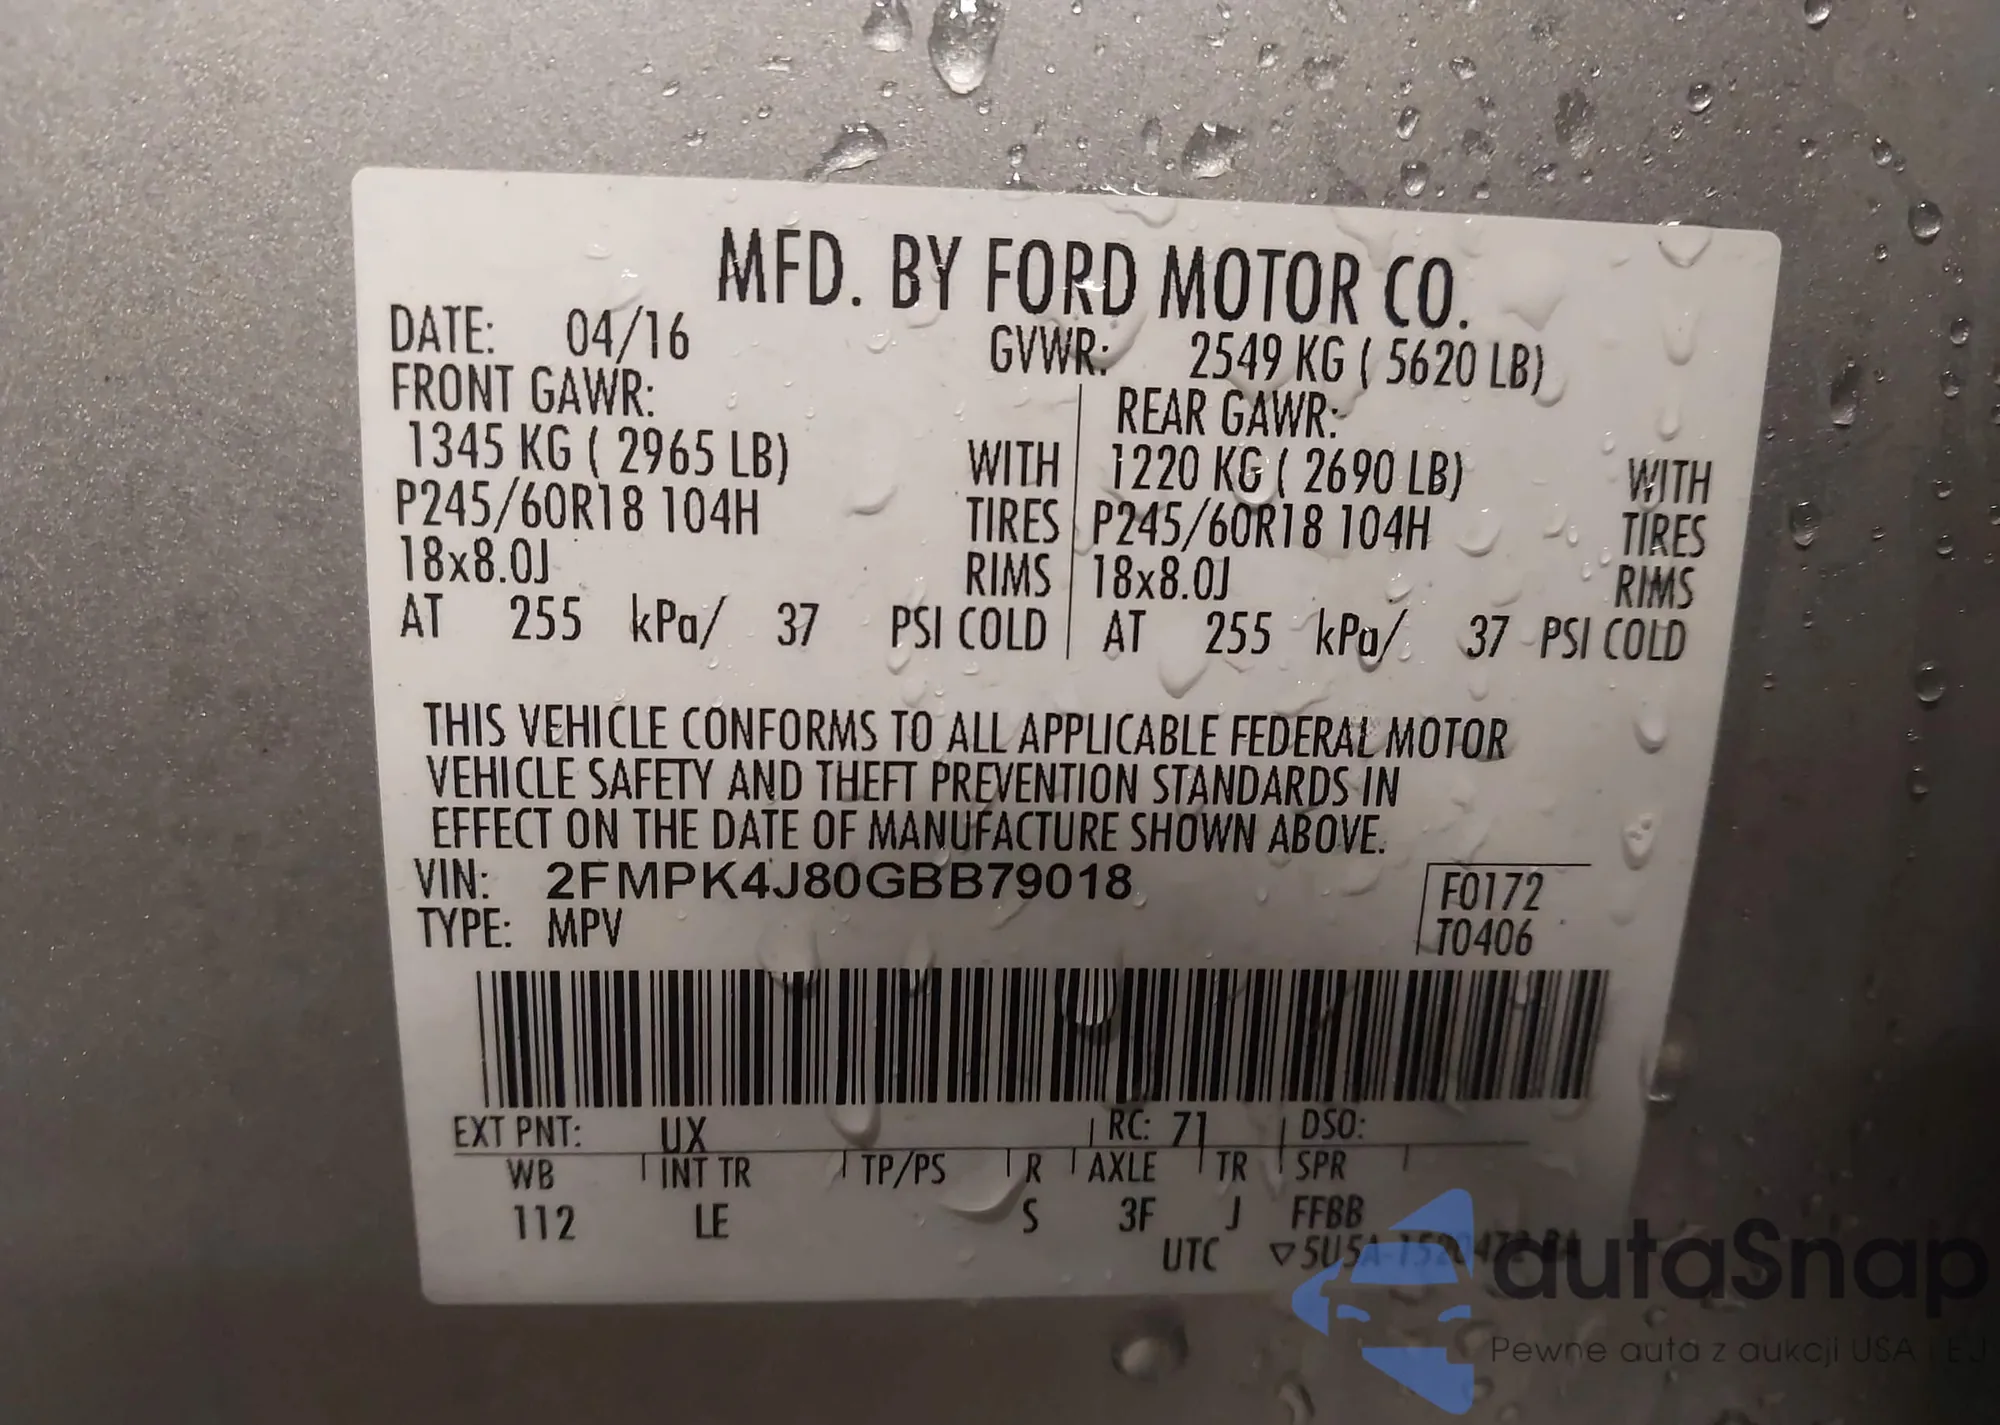 MFD. BY FORD MOTOR CO.
DATE: 04/16 GVWR: 2549 KG ( 5620 LB)
FRONT GAWR: REAR GAWR:
1345 KG ( 2965 LB) WITH 1220 KG ( 2690 LB) WITH
P245/60R18 104H TIRES P245/60R18 104H TIRES
18x8.0J RIMS 18x8.0J RIMS
AT 255 kPa/ 37 PSI COLD AT 255 kPa/ 37 PSI COLD
THIS VEHICLE CONFORMS TO ALL APPLICABLE FEDERAL MOTOR
VEHICLE SAFETY AND THEFT PREVENTION STANDARDS IN
EFFECT ON THE DATE OF MANUFACTURE SHOWN ABOVE.
VIN: 2FMPK4J80GBB79018 F0172
TYPE: MPV T0406
EXT PNT: UX RC: 71 DSO:
WB INT TR TP/PS R AXLE TR SPR
112 LE S 3F J FFBB
UTC
autaSnap
Pewne auta z aukcji USA